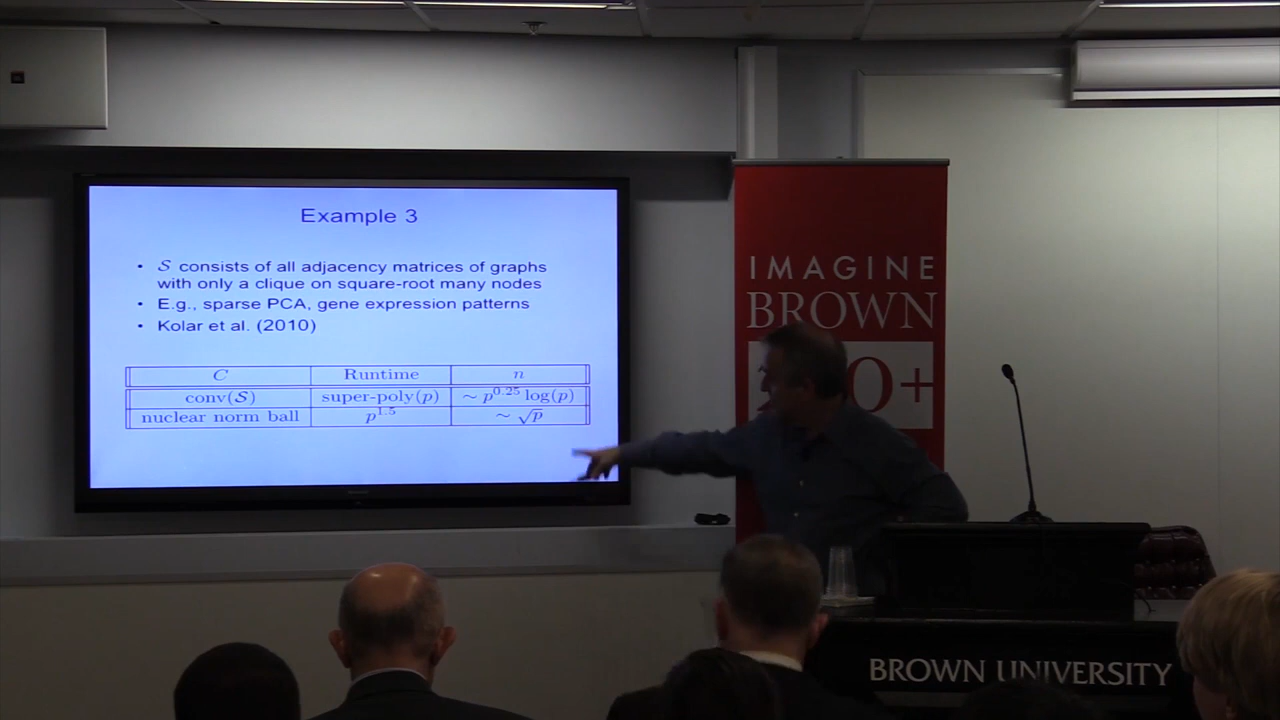 Example 3
• S consists of all adjacency matrices of graphs
with only a clique on square-root many nodes
• E.g., sparse PCA, gene expression patterns
• Kolar et al. (2010)
C Runtime n
conv(S) super-poly(p) ~ p^0.25 log(p)
nuclear norm ball p^1.5 ~ √p
IMAGINE
BROWN
0+
BROWN UNIVERSITY